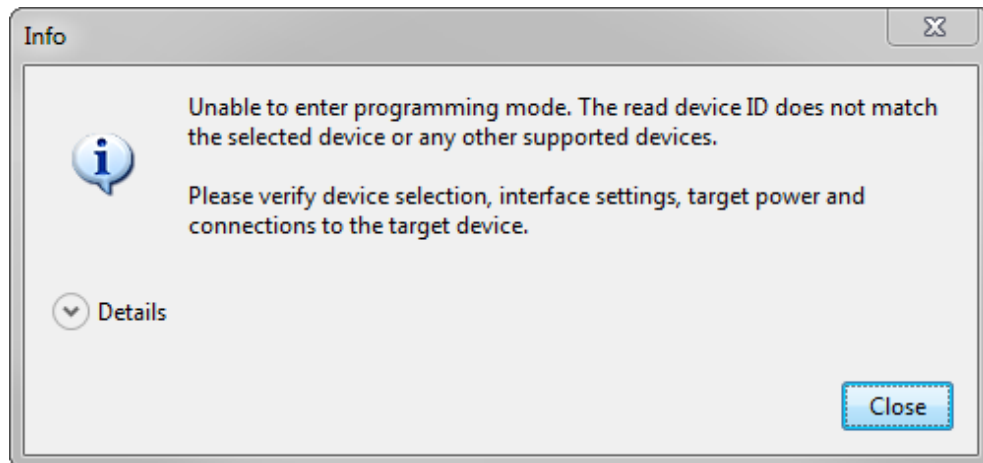 Info
Unable to enter programming mode. The read device ID does not match
the selected device or any other supported devices.
Please verify device selection, interface settings, target power and
connections to the target device.
Details
Close